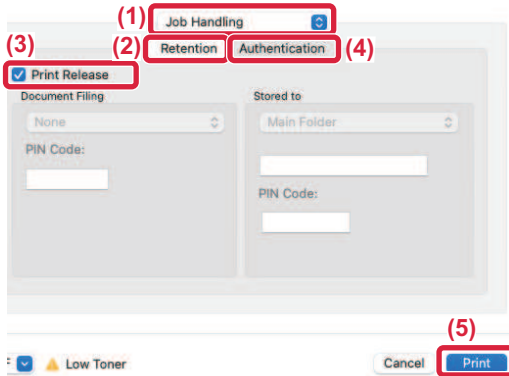 (1) Job Handling
(3) (2) Retention Authentication (4)
Print Release
Document Filing Stored to
None Main Folder
PIN Code:
PIN Code:
(5)
Low Toner Cancel Print